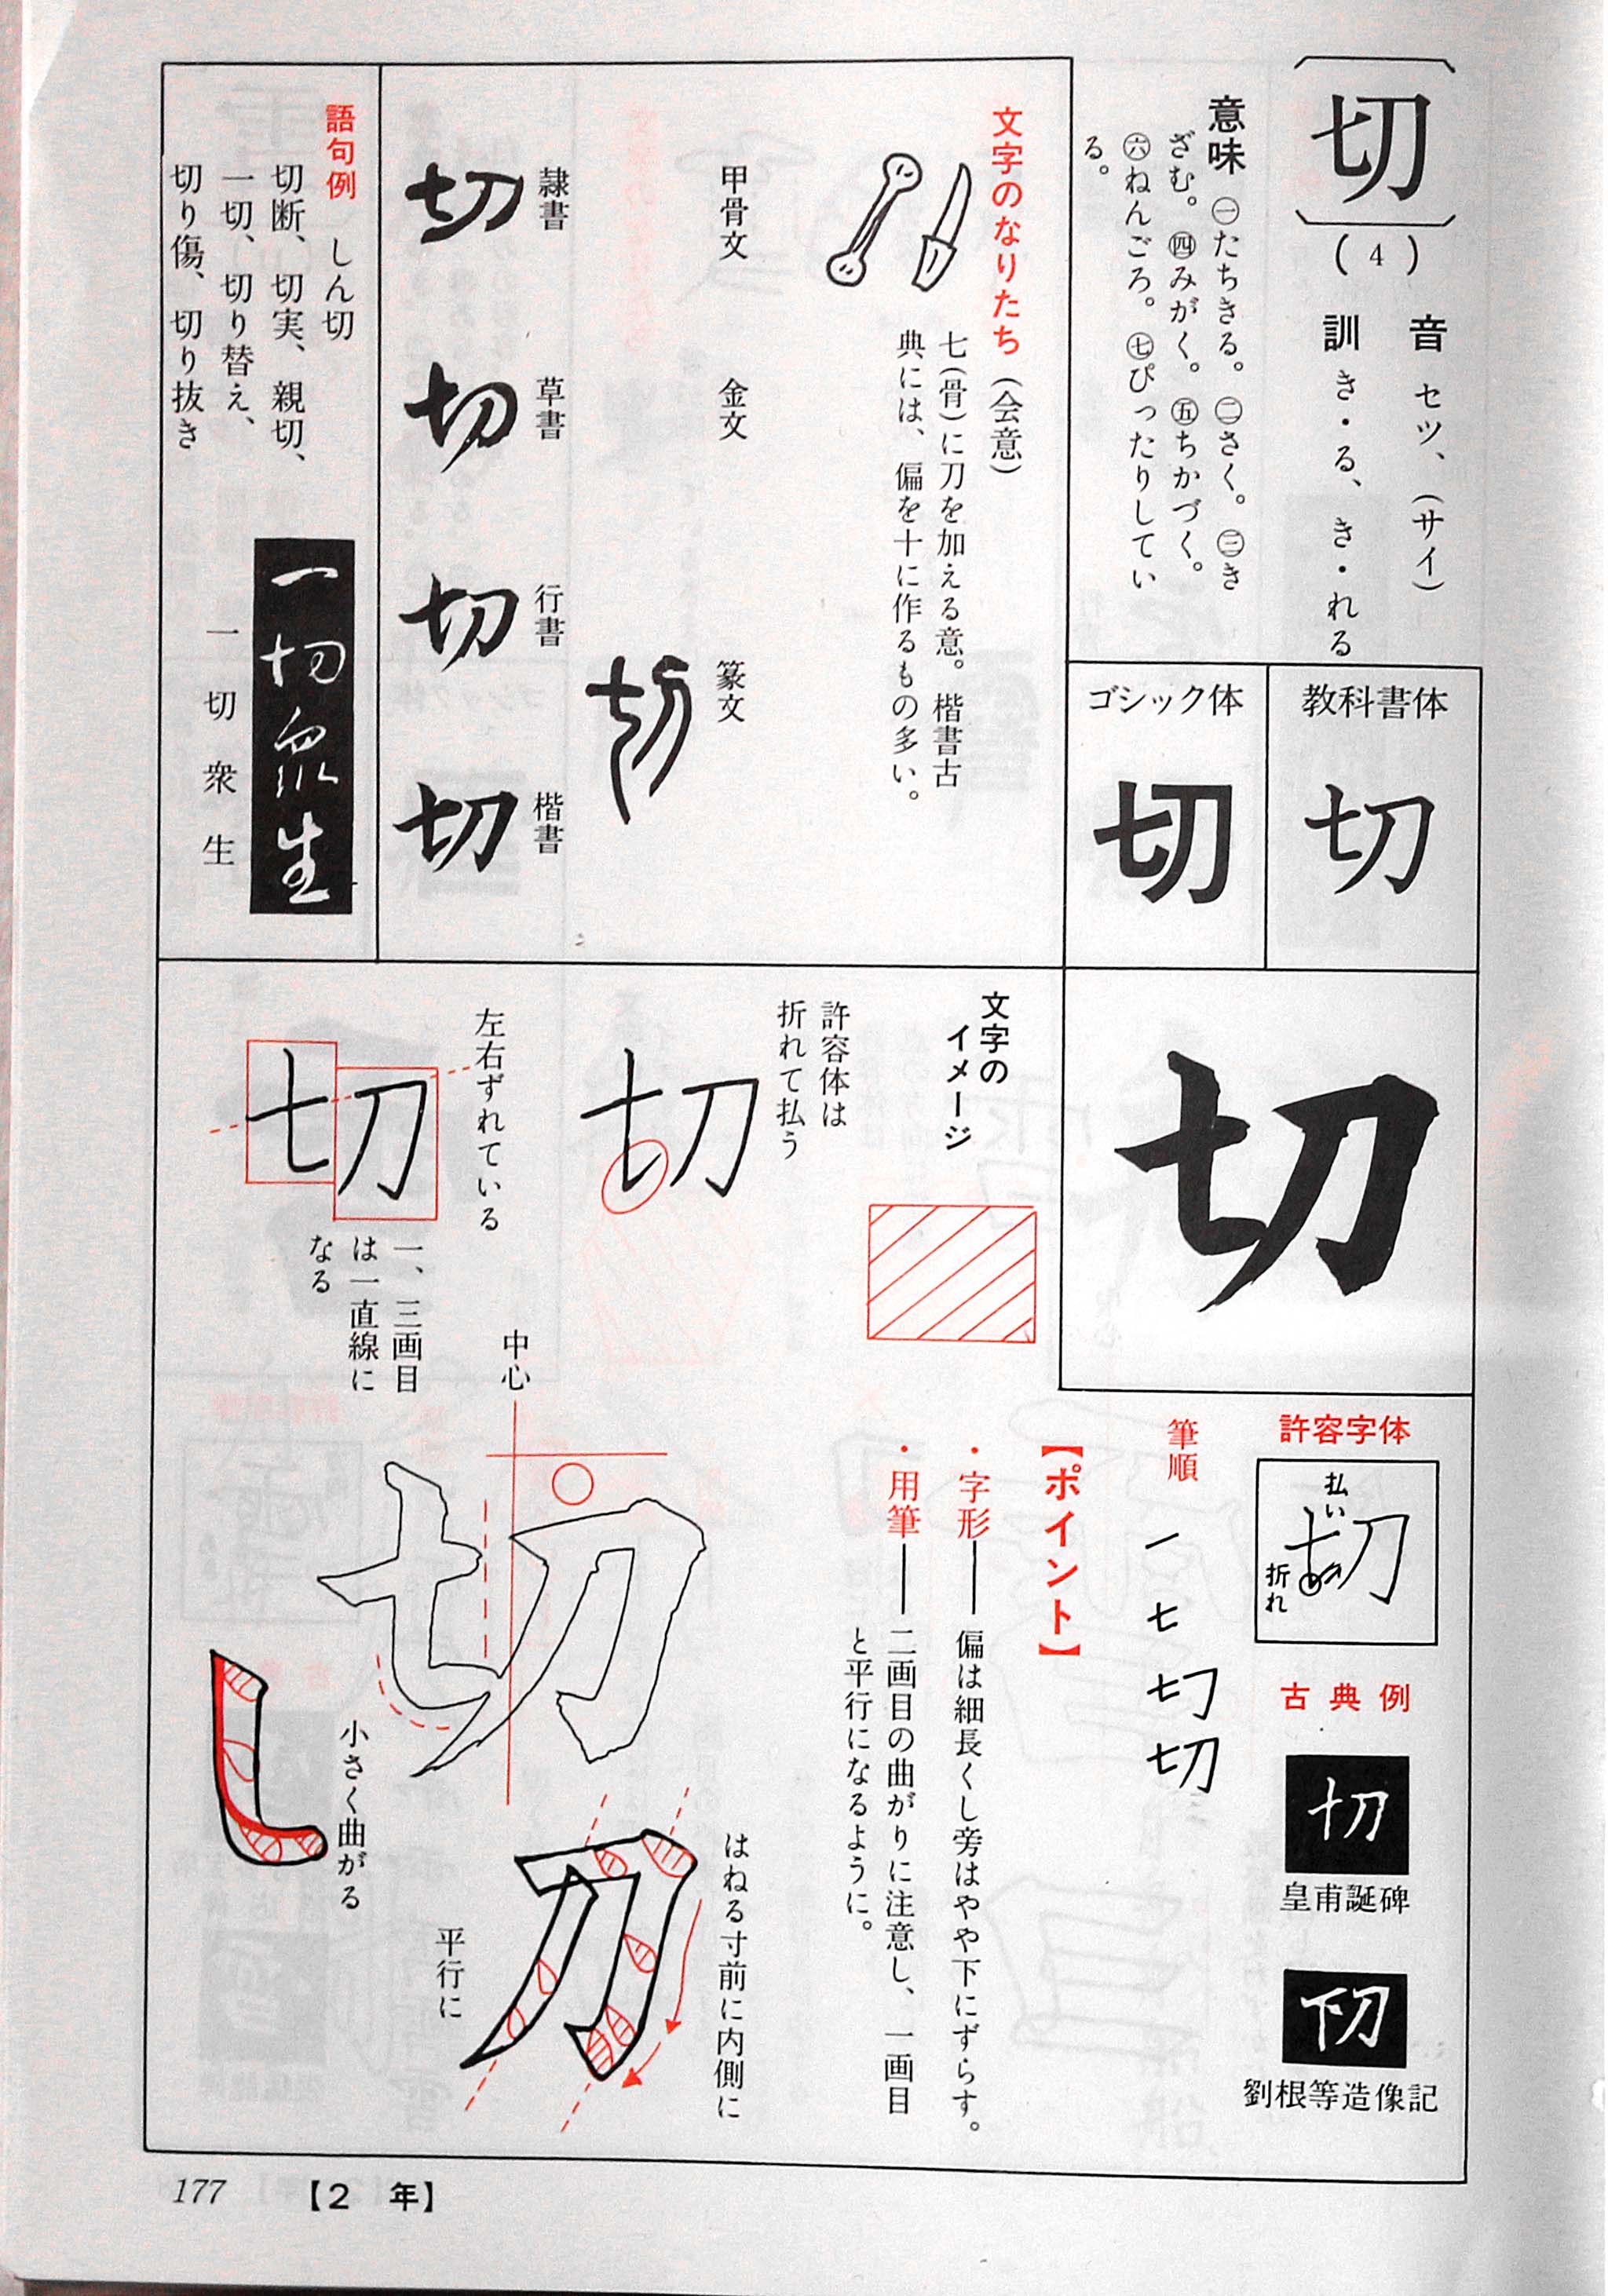 切
(4)
音 セツ、(サイ)
訓 き・る、き・れる
意味 ㊀たちきる。㊁さく。㊂き
ざむ。㊃みがく。㊄ちかづく。
㊅ねんごろ。㊆ぴったりしてい
る。
教科書体
切
ゴシック体
切
文字のなりたち(会意)
七(骨)に刀を加える意。楷書古
典には、偏を十に作るもの多い。
甲骨文
金文
篆文
切
隷書
切
草書
切
行書
切
楷書
切
語句例 しん切
切断、切実、親切、
一切、切り替え、
切り傷、切り抜き
一切衆生
一切衆生
切
許容字体
払い
切
折れ
古典例
切
皇甫誕碑
切
劉根等造像記
筆順
一 七 切 切
【ポイント】
・字形――偏は細長くし旁はやや下にずらす。
・用筆――二画目の曲がりに注意し、一画目
と平行になるように。
文字の
イメージ
許容体は
折れて払う
切
左右ずれている
切
一、三画目
は一直線に
なる
中心
切
小さく曲がる
はねる寸前に内側に
刀
平行に
177 【2 年】